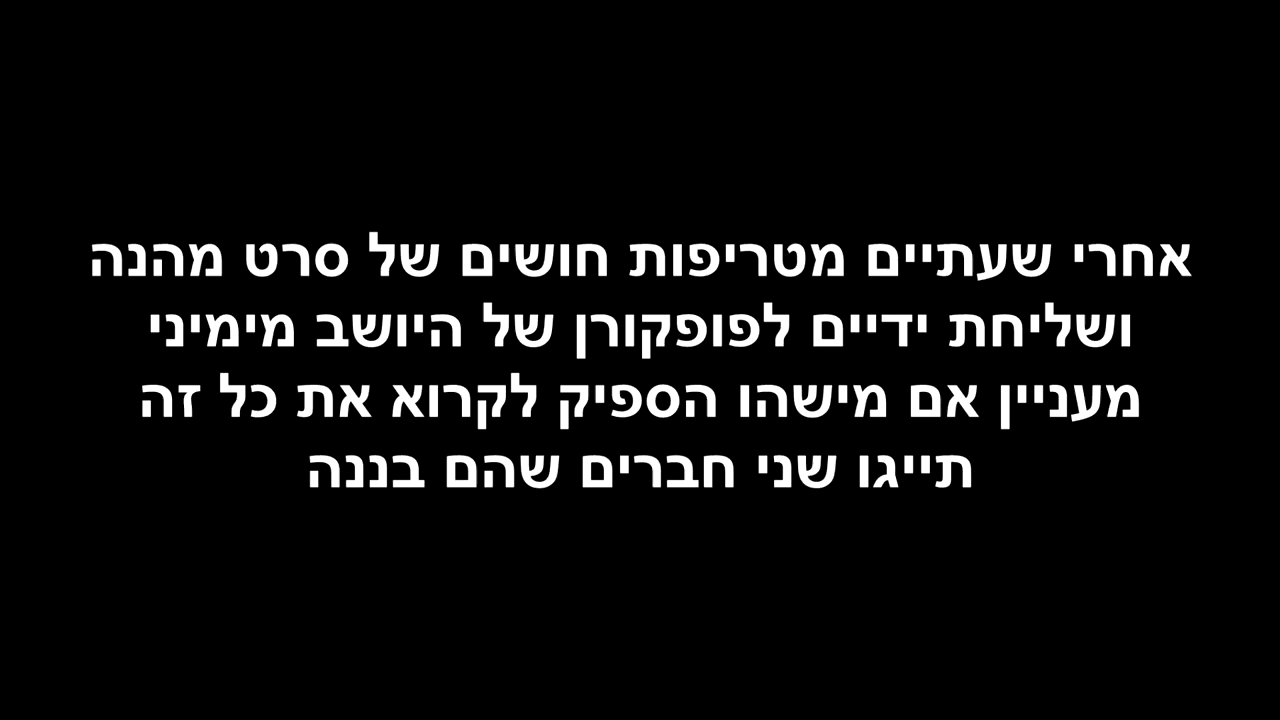 אחרי שעתיים מטריפות חושים של סרט מהנה
ושליחת ידיים לפופקורן של היושב מימיני
מעניין אם מישהו הספיק לקרוא את כל זה
תייגו שני חברים שהם בננה